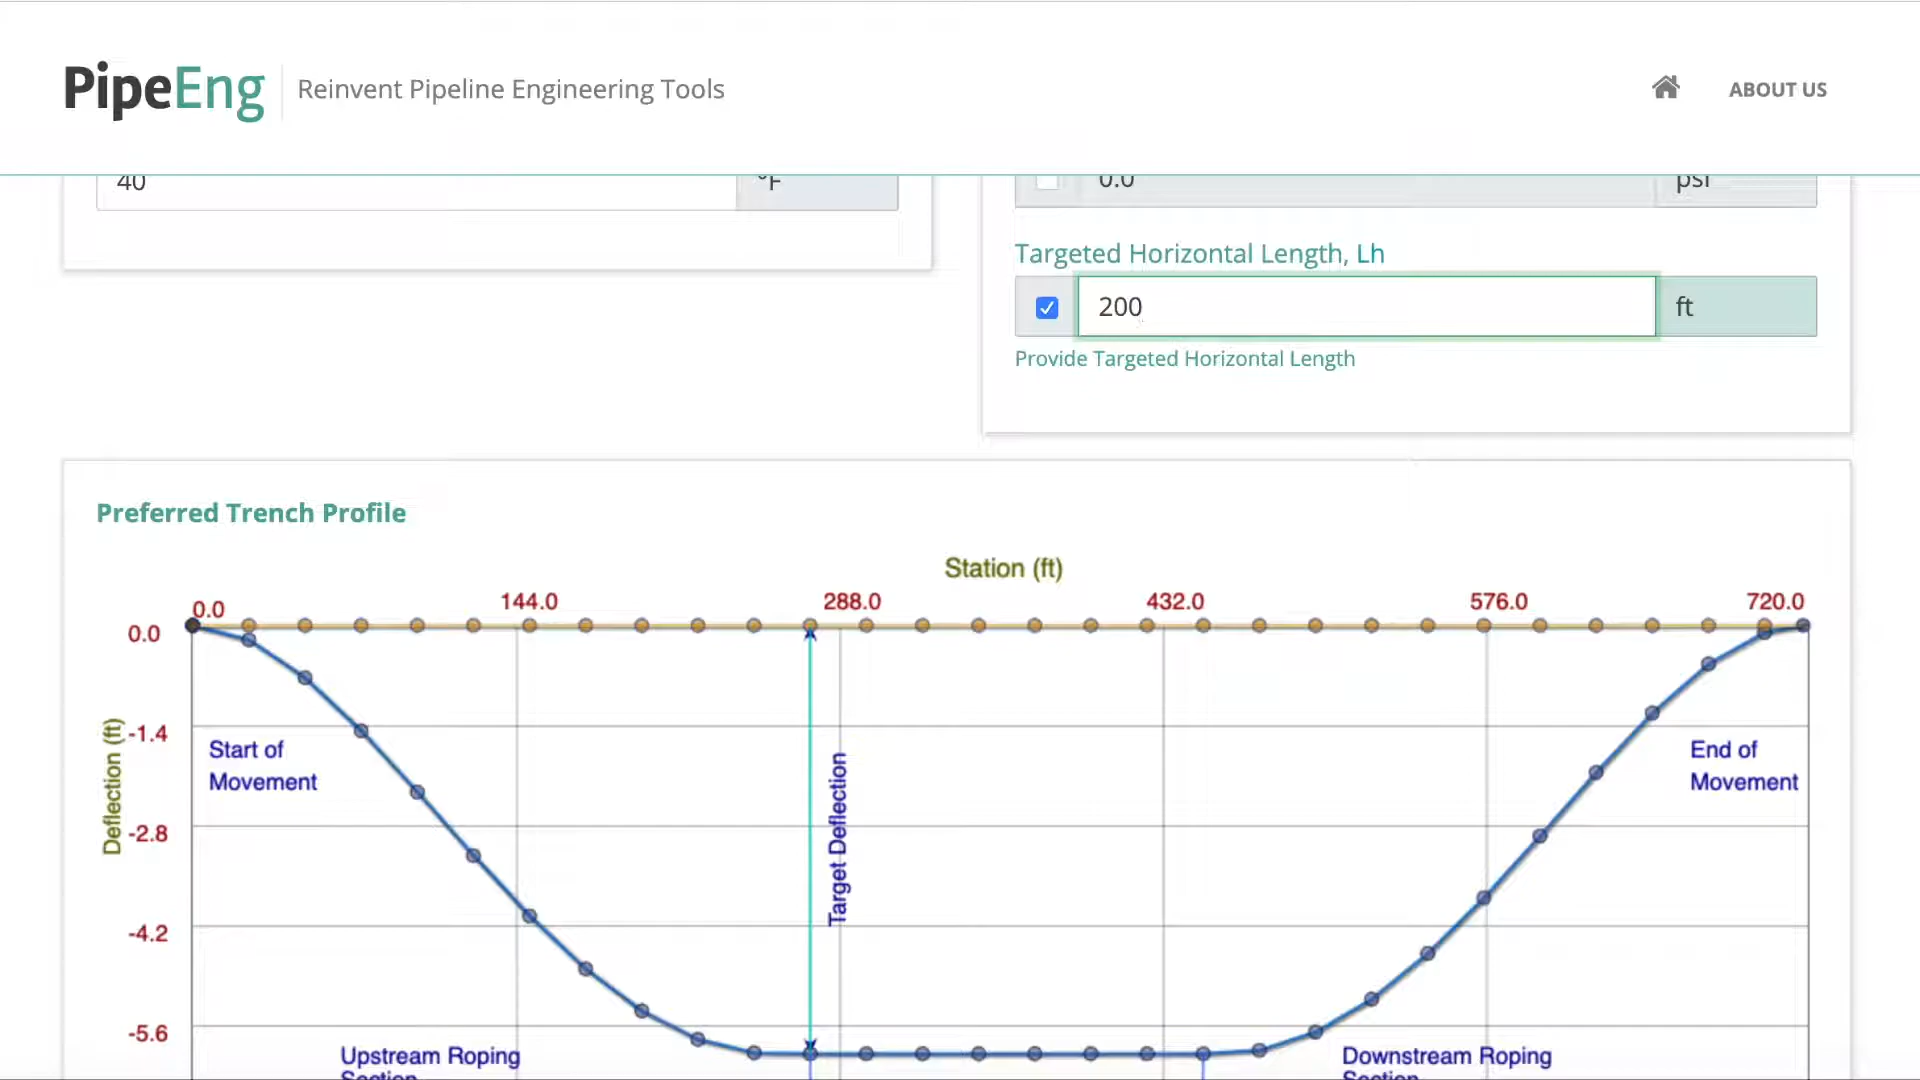 PipeEng
Reinvent Pipeline Engineering Tools
ABOUT US
40
°F
0.0
psi
Targeted Horizontal Length, Lh
200
ft
Provide Targeted Horizontal Length
Preferred Trench Profile
Station (ft)
0.0
144.0
288.0
432.0
576.0
720.0
0.0
-1.4
-2.8
-4.2
-5.6
Deflection (ft)
Start of
Movement
Target Deflection
End of
Movement
Upstream Roping
Section
Downstream Roping
Section